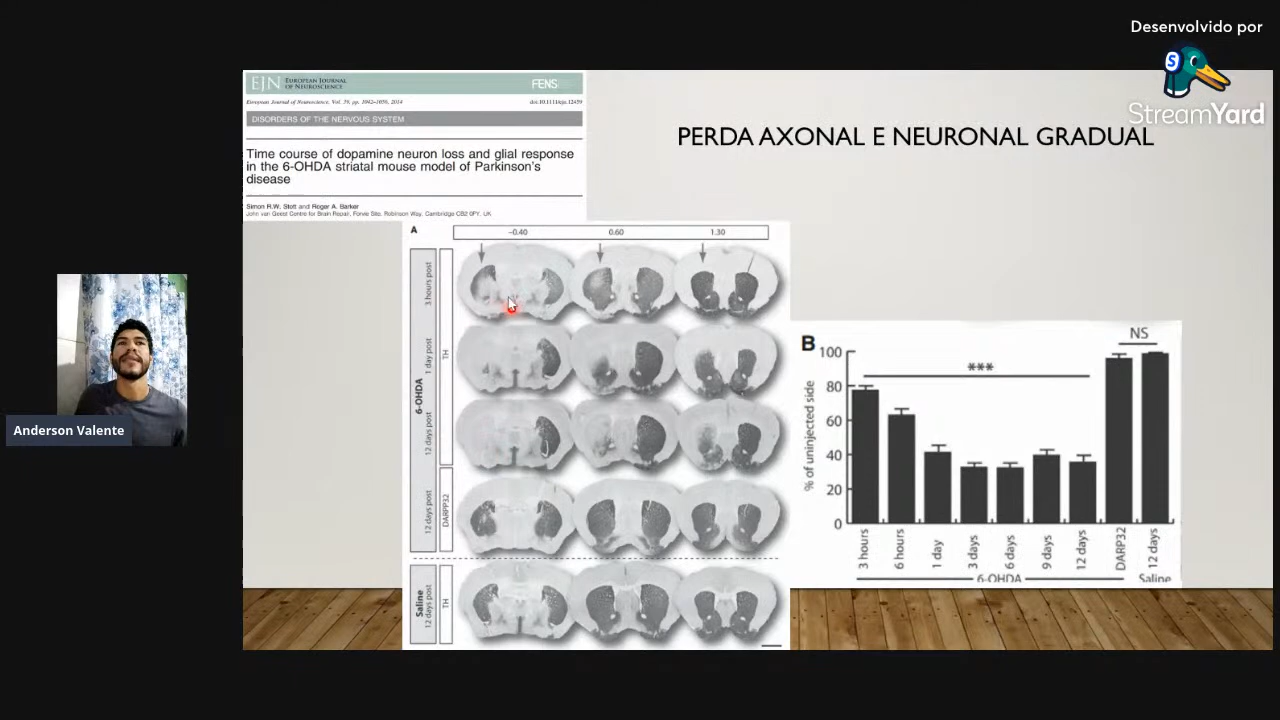 Desenvolvido por
StreamYard
EJN EUROPEAN JOURNAL
OF NEUROSCIENCE
FENS
European Journal of Neuroscience, Vol. 39, pp. 1042–1056, 2014
doi:10.1111/ejn.12459
DISORDERS OF THE NERVOUS SYSTEM
Time course of dopamine neuron loss and glial response
in the 6-OHDA striatal mouse model of Parkinson's
disease
Simon R.W. Stott and Roger A. Barker
John van Geest Centre for Brain Repair, Forvie Site, Robinson Way, Cambridge CB2 0PY, UK
PERDA AXONAL E NEURONAL GRADUAL
A
-0.40 0.60 1.30
3 hours post
1 day post
12 days post
6-OHDA
TH
12 days post
DARPP32
Saline
12 days post
TH
B
NS
***
% of uninjected side
100
80
60
40
20
0
3 hours
6 hours
1 day
3 days
6 days
9 days
12 days
DARP32
12 days
6-OHDA
Saline
Anderson Valente